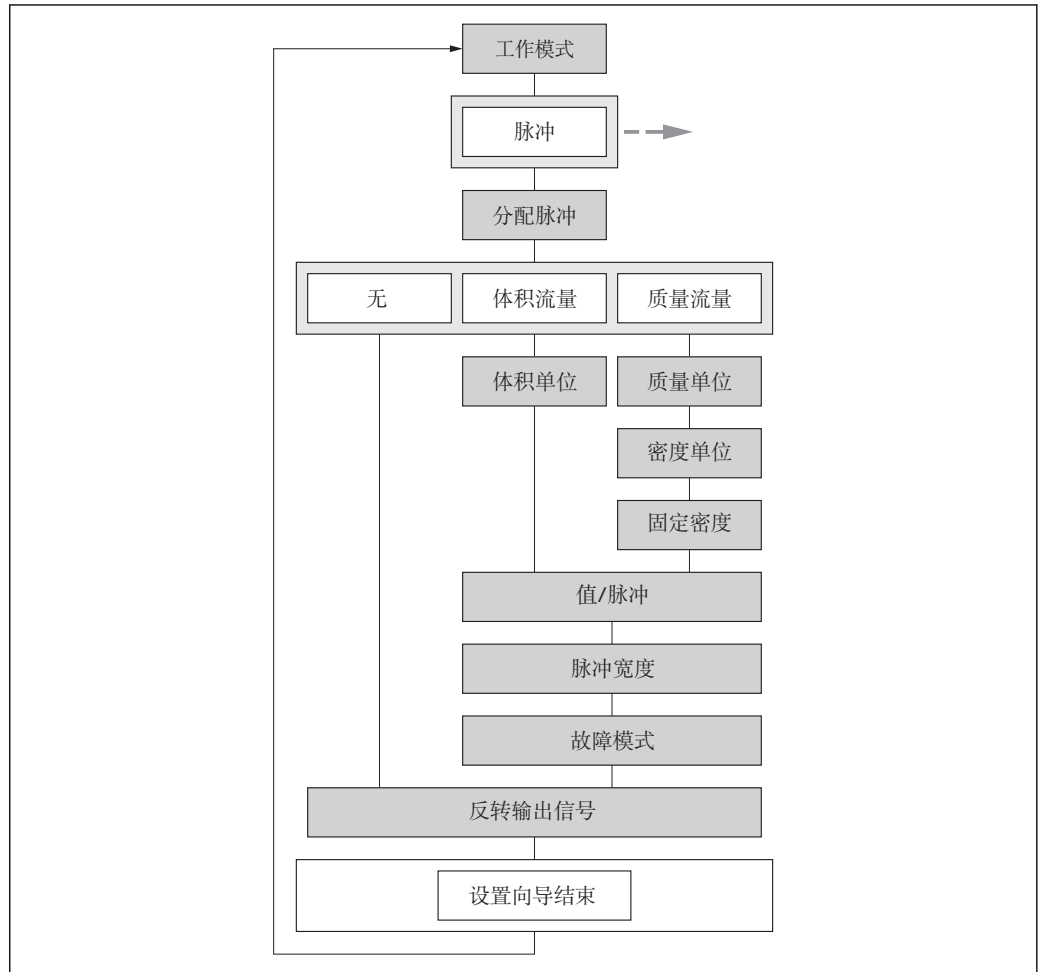 工作模式
脉冲
分配脉冲
无
体积流量
质量流量
体积单位
质量单位
密度单位
固定密度
值/脉冲
脉冲宽度
故障模式
反转输出信号
设置向导结束